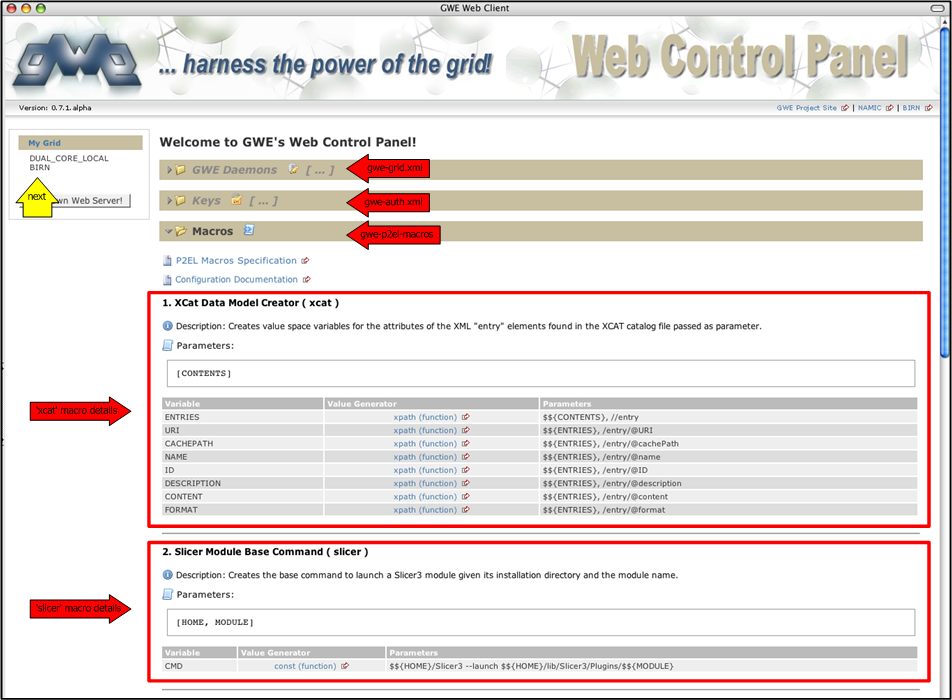 GWE Web Client
gwe ... harness the power of the grid! Web Control Panel
Version: 0.7.1.alpha
GWE Project Site | NAMIC | BIRN
My Grid
DUAL_CORE_LOCAL
BIRN
next
wn Web Server!
Welcome to GWE's Web Control Panel!
GWE Daemons [ ... ] gwe-grid.xml
Keys [ ... ] gwe-auth.xml
Macros gwe-p2el-macros
P2EL Macros Specification
Configuration Documentation
1. XCat Data Model Creator ( xcat )
Description: Creates value space variables for the attributes of the XML "entry" elements found in the XCAT catalog file passed as parameter.
Parameters:
[CONTENTS]
'xcat' macro details
Variable Value Generator Parameters
ENTRIES xpath (function) $${CONTENTS}, //entry
URI xpath (function) $${ENTRIES}, /entry/@URI
CACHEPATH xpath (function) $${ENTRIES}, /entry/@cachePath
NAME xpath (function) $${ENTRIES}, /entry/@name
ID xpath (function) $${ENTRIES}, /entry/@ID
DESCRIPTION xpath (function) $${ENTRIES}, /entry/@description
CONTENT xpath (function) $${ENTRIES}, /entry/@content
FORMAT xpath (function) $${ENTRIES}, /entry/@format
2. Slicer Module Base Command ( slicer )
Description: Creates the base command to launch a Slicer3 module given its installation directory and the module name.
Parameters:
'slicer' macro details
[HOME, MODULE]
Variable Value Generator Parameters
CMD const (function) $${HOME}/Slicer3 --launch $${HOME}/lib/Slicer3/Plugins/$${MODULE}